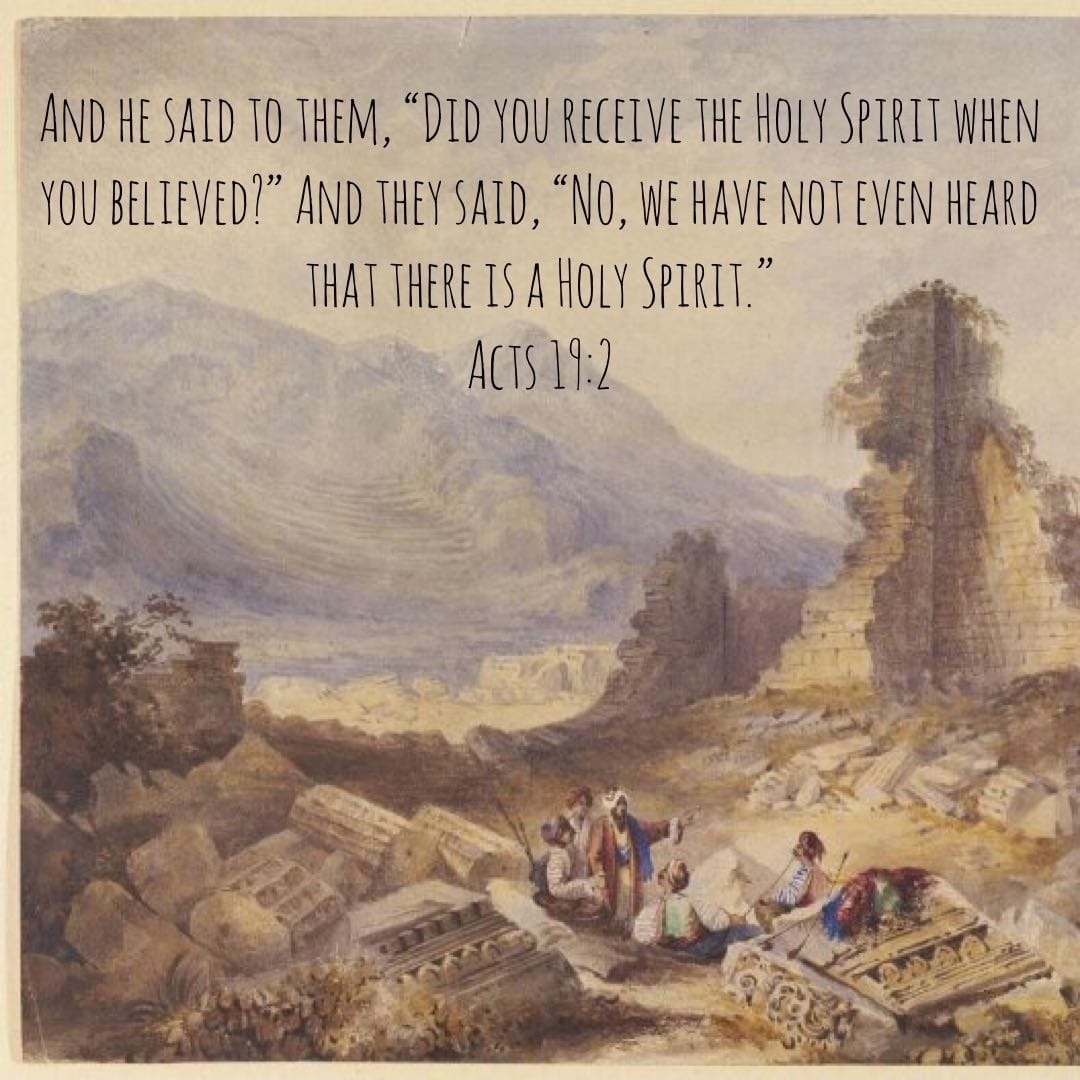 And he said to them, “Did you receive the Holy Spirit when
you believed?” And they said, “No, we have not even heard
that there is a Holy Spirit.”
Acts 19:2